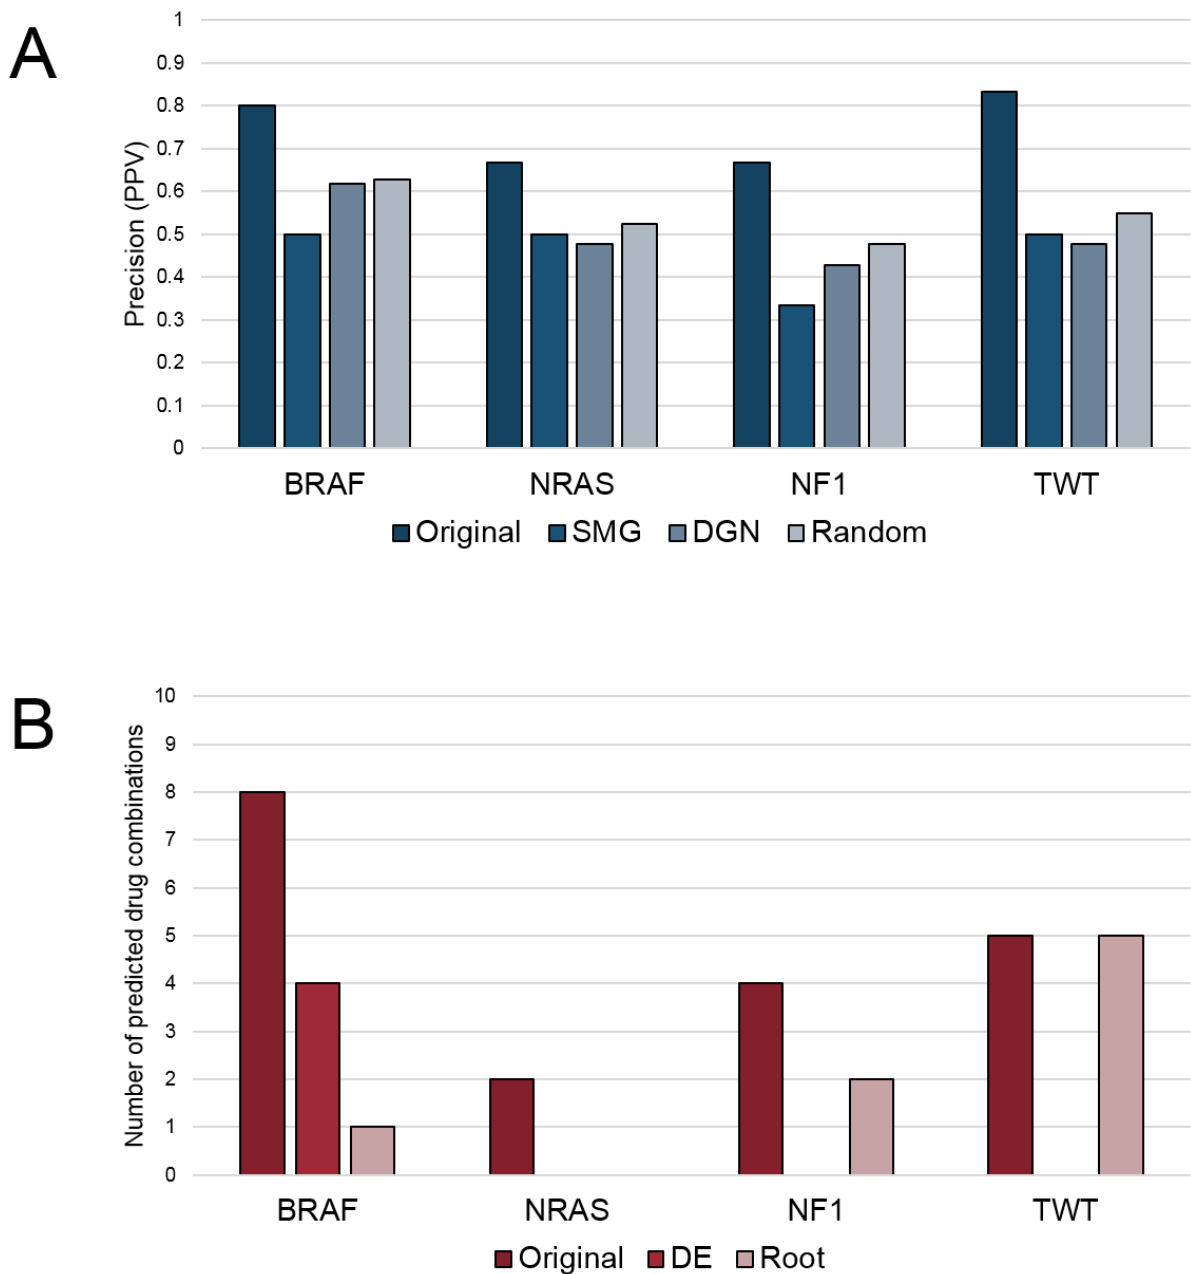 A
Precision (PPV)
1
0.9
0.8
0.7
0.6
0.5
0.4
0.3
0.2
0.1
0
BRAF NRAS NF1 TWT
Original SMG DGN Random
B
Number of predicted drug combinations
10
9
8
7
6
5
4
3
2
1
0
BRAF NRAS NF1 TWT
Original DE Root